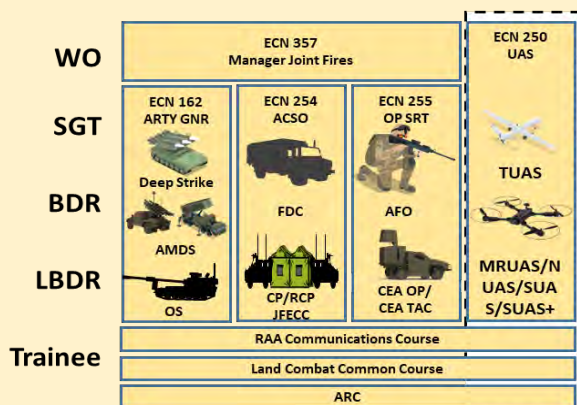 WO
SGT
BDR
LBDR
Trainee
ECN 357
Manager Joint Fires
ECN 250
UAS
ECN 162
ARTY GNR
Deep Strike
AMDS
OS
ECN 254
ACSO
FDC
CP/RCP
JFECC
ECN 255
OP SRT
AFO
CEA OP/
CEA TAC
TUAS
MRUAS/N
UAS/SUA
S/SUAS+
RAA Communications Course
Land Combat Common Course
ARC